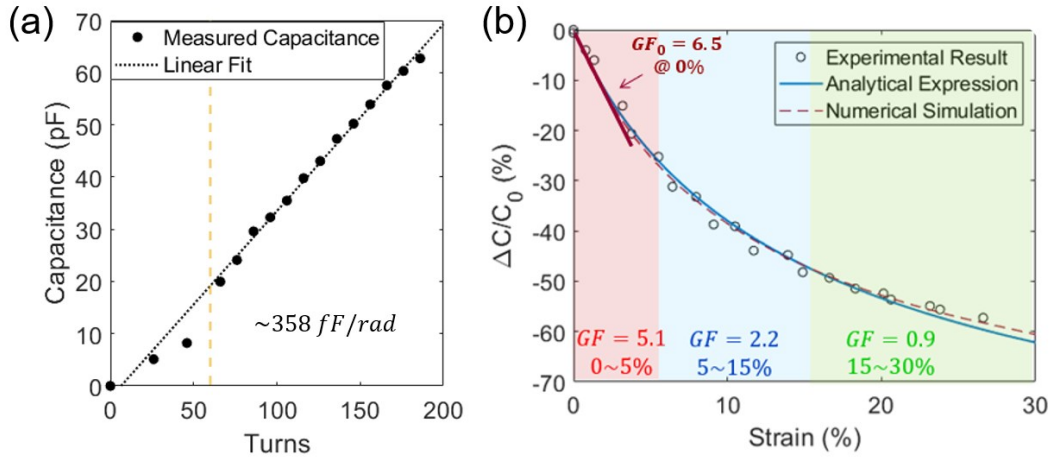 (a)
70
60
50
40
30
20
10
0
Capacitance (pF)
Measured Capacitance
Linear Fit
~358 fF/rad
0
50
100
150
200
Turns
(b)
0
-10
-20
-30
-40
-50
-60
-70
ΔC/C₀ (%)
GF₀ = 6.5
@ 0%
Experimental Result
Analytical Expression
Numerical Simulation
GF = 5.1
0~5%
GF = 2.2
5~15%
GF = 0.9
15~30%
0
10
20
30
Strain (%)